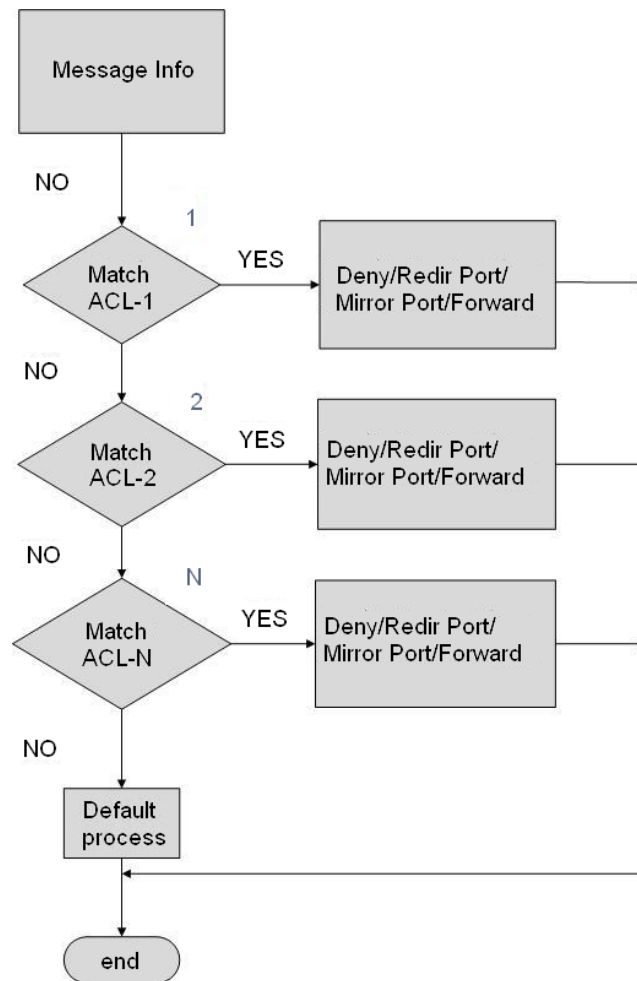 Message Info
NO
1
Match
ACL-1
YES
Deny/Redir Port/
Mirror Port/Forward
NO
2
Match
ACL-2
YES
Deny/Redir Port/
Mirror Port/Forward
NO
N
Match
ACL-N
YES
Deny/Redir Port/
Mirror Port/Forward
NO
Default
process
end